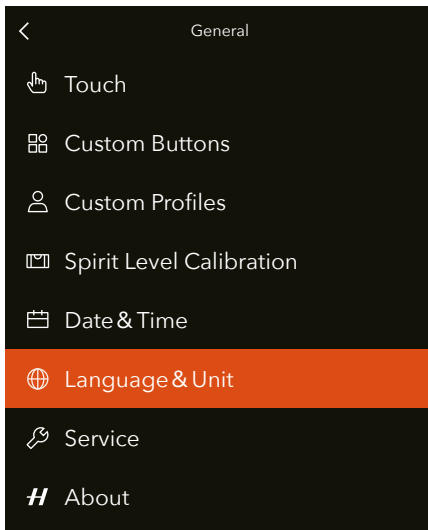 General
Touch
Custom Buttons
Custom Profiles
Spirit Level Calibration
Date & Time
Language & Unit
Service
About